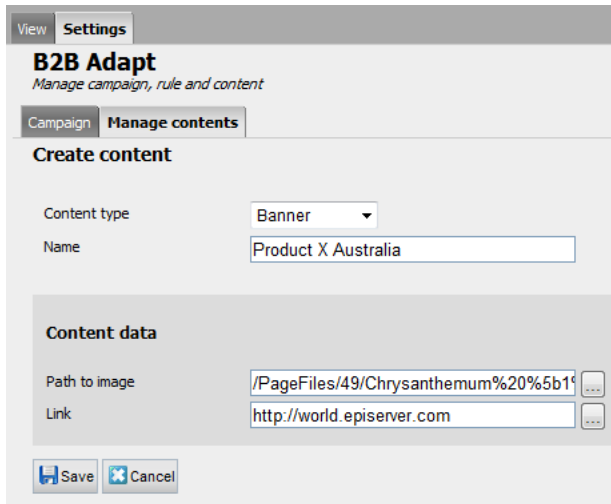 View Settings
B2B Adapt
Manage campaign, rule and content
Campaign Manage contents
Create content
Content type Banner
Name Product X Australia
Content data
Path to image /PageFiles/49/Chrysanthemum%20%5b1% ...
Link http://world.episerver.com ...
Save Cancel